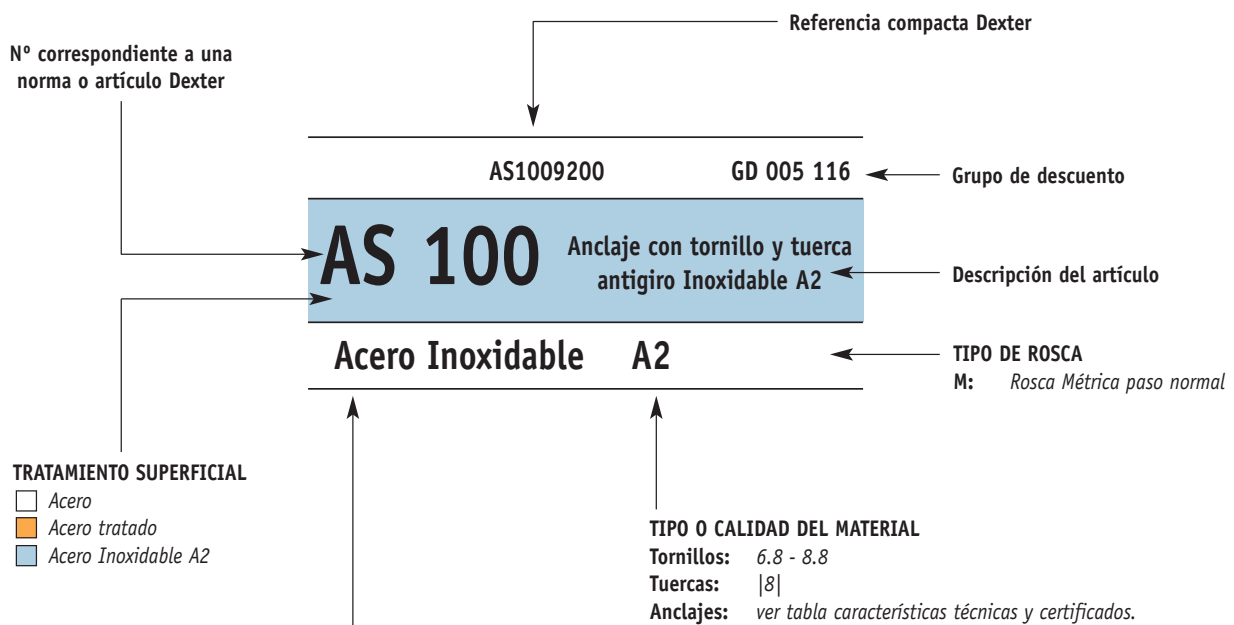 Referencia compacta Dexter
Nº correspondiente a una
norma o artículo Dexter
AS1009200
GD 005 116
Grupo de descuento
AS 100
Anclaje con tornillo y tuerca
antigiro Inoxidable A2
Descripción del artículo
Acero Inoxidable A2
TIPO DE ROSCA
M: Rosca Métrica paso normal
TRATAMIENTO SUPERFICIAL
Acero
Acero tratado
Acero Inoxidable A2
TIPO O CALIDAD DEL MATERIAL
Tornillos: 6.8 - 8.8
Tuercas: |8|
Anclajes: ver tabla características técnicas y certificados.